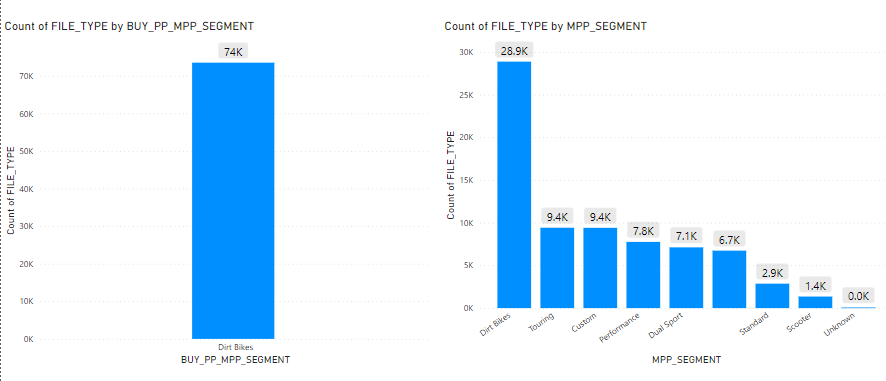 Count of FILE_TYPE by BUY_PP_MPP_SEGMENT
74K
70K
60K
50K
40K
30K
20K
10K
0K
Count of FILE_TYPE
Dirt Bikes
BUY_PP_MPP_SEGMENT
Count of FILE_TYPE by MPP_SEGMENT
30K
25K
20K
15K
10K
5K
0K
Count of FILE_TYPE
28.9K
9.4K
9.4K
7.8K
7.1K
6.7K
2.9K
1.4K
0.0K
Dirt Bikes
Touring
Custom
Performance
Dual Sport
Standard
Scooter
Unknown
MPP_SEGMENT